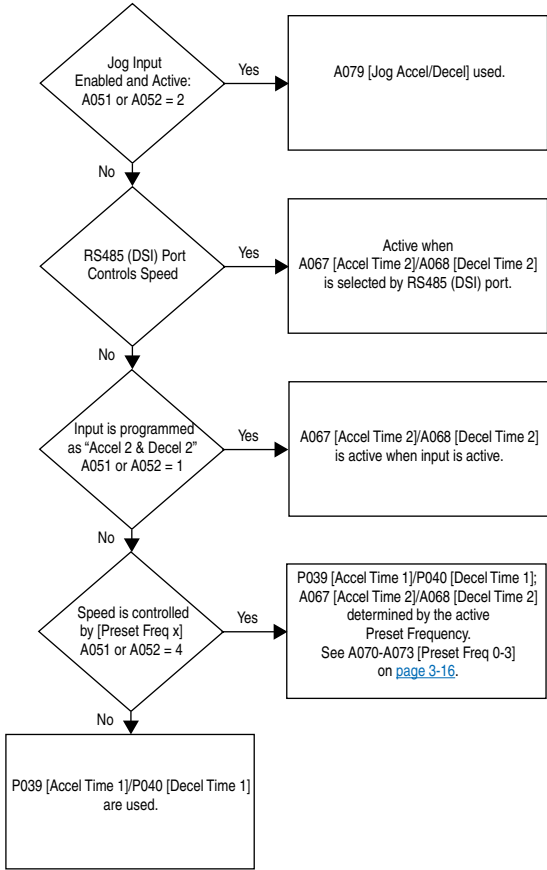 Jog Input
Enabled and Active:
A051 or A052 = 2
Yes
A079 [Jog Accel/Decel] used.
No
RS485 (DSI) Port
Controls Speed
Yes
Active when
A067 [Accel Time 2]/A068 [Decel Time 2]
is selected by RS485 (DSI) port.
No
Input is programmed
as “Accel 2 & Decel 2”
A051 or A052 = 1
Yes
A067 [Accel Time 2]/A068 [Decel Time 2]
is active when input is active.
No
Speed is controlled
by [Preset Freq x]
A051 or A052 = 4
Yes
P039 [Accel Time 1]/P040 [Decel Time 1];
A067 [Accel Time 2]/A068 [Decel Time 2]
determined by the active
Preset Frequency.
See A070-A073 [Preset Freq 0-3]
on page 3-16.
No
P039 [Accel Time 1]/P040 [Decel Time 1]
are used.